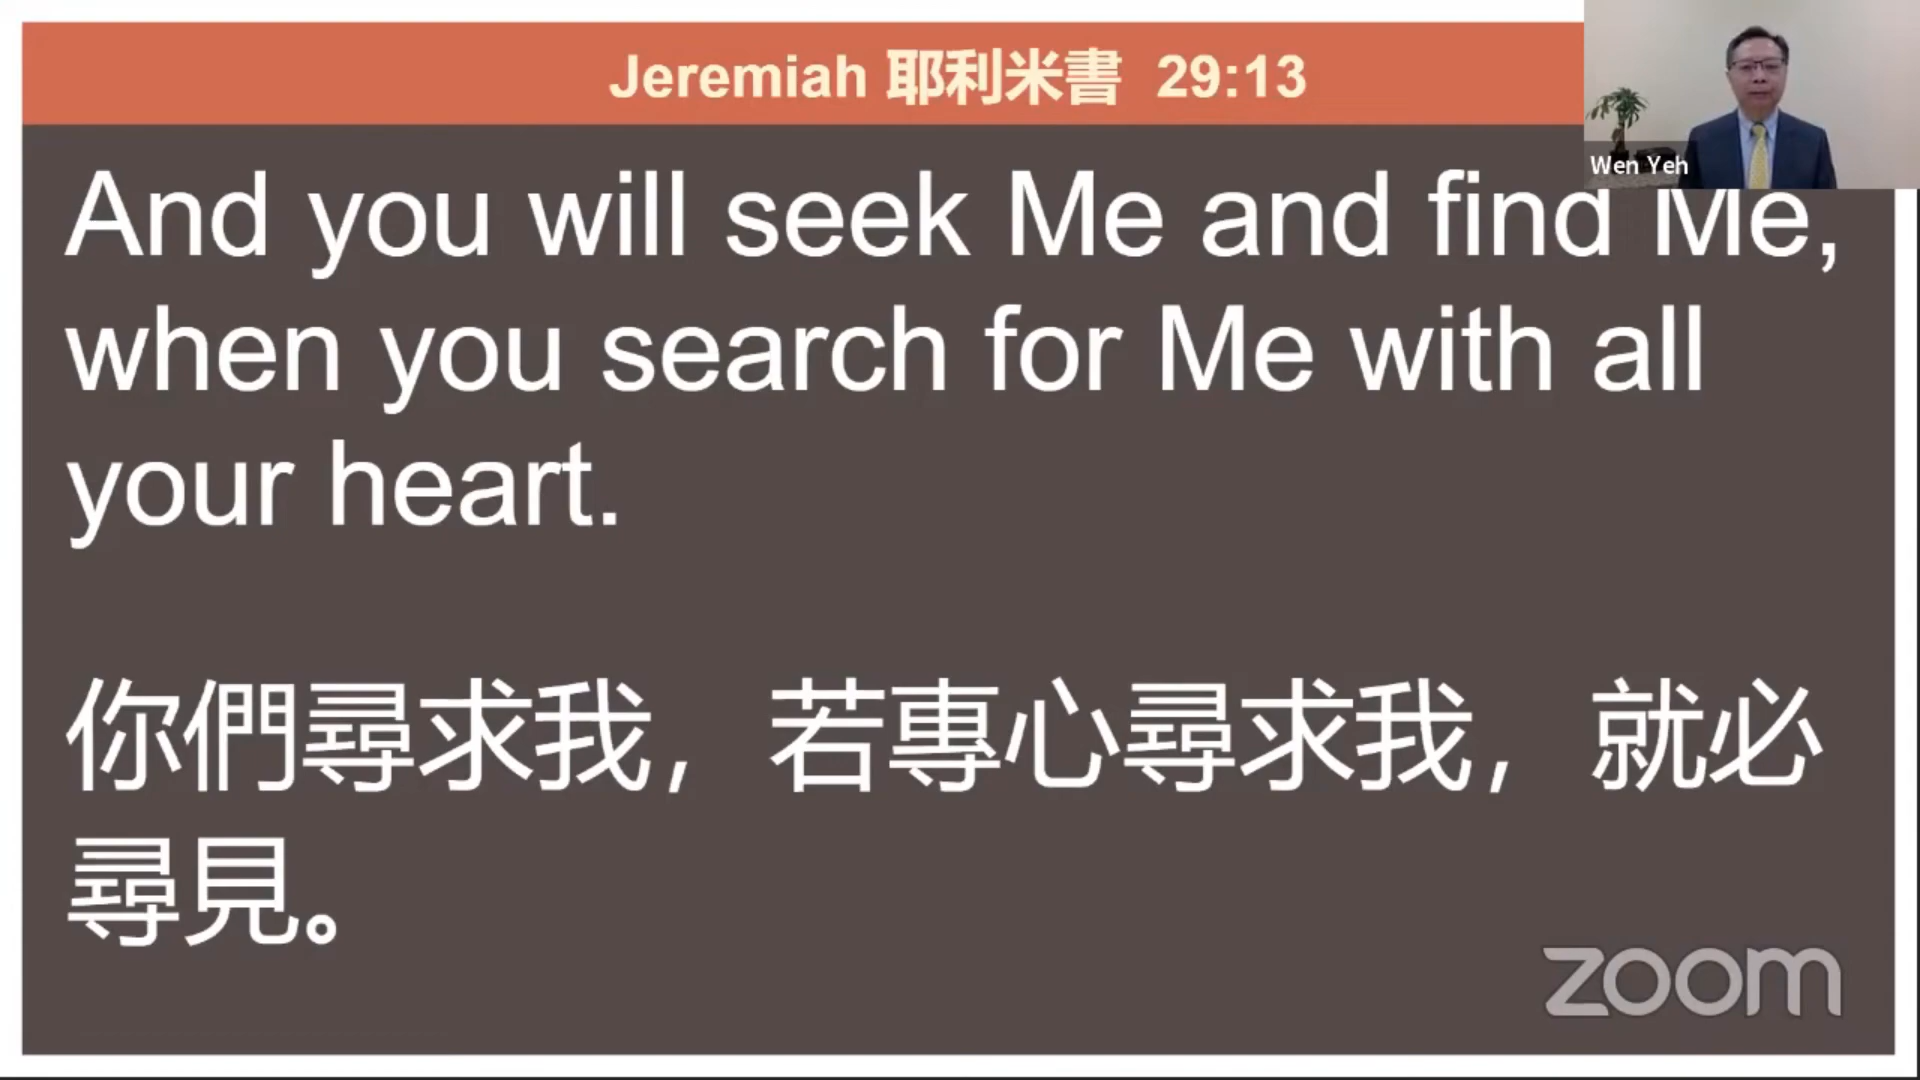 Jeremiah 耶利米書 29:13
Wen Yeh
And you will seek Me and find Me,
when you search for Me with all
your heart.
你們尋求我，若專心尋求我，就必
尋見。
zoom